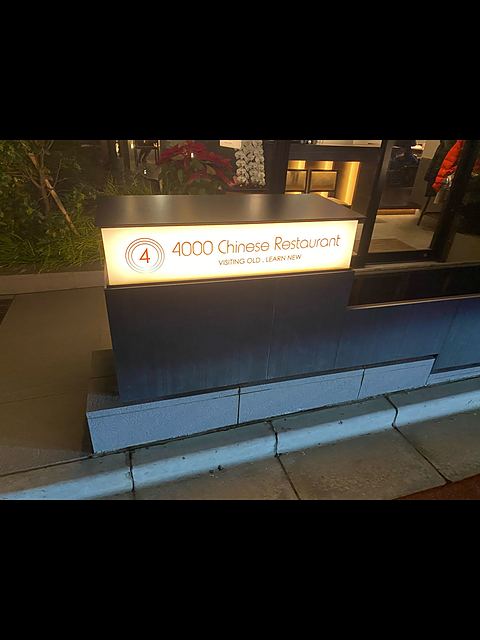 4
4000 Chinese Restaurant
VISITING OLD . LEARN NEW